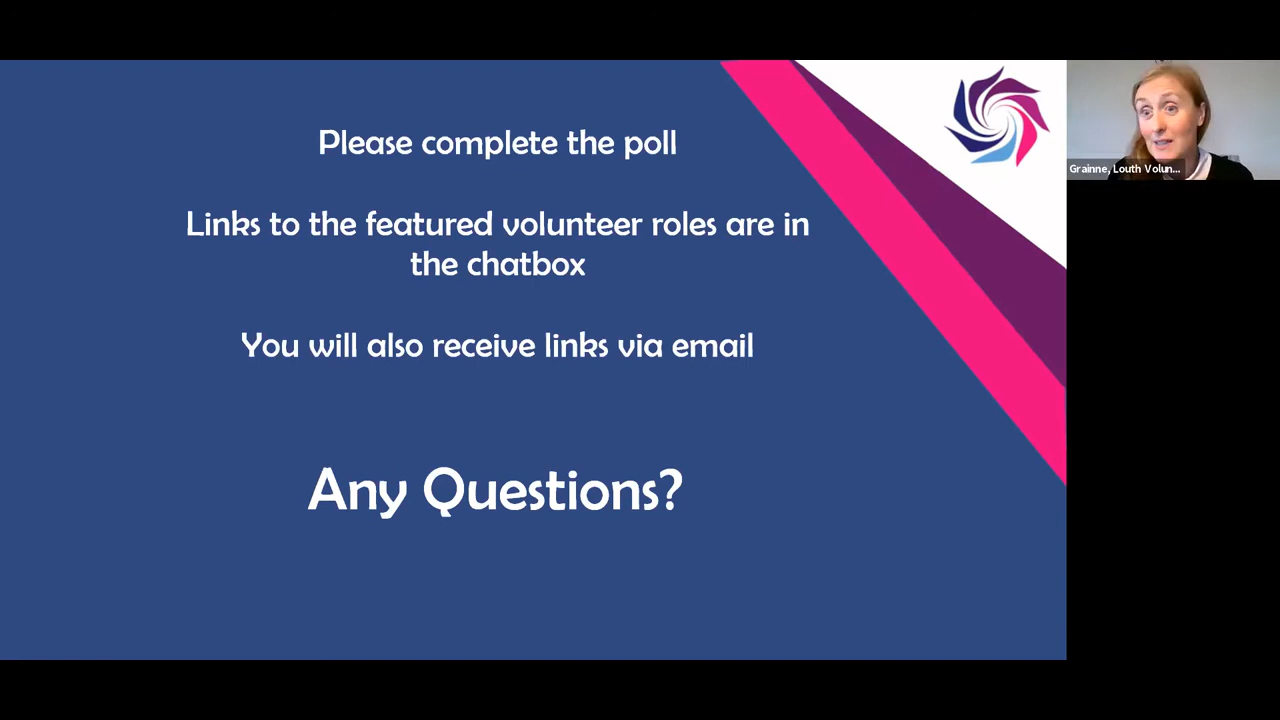 Please complete the poll
Links to the featured volunteer roles are in
the chatbox
You will also receive links via email
Any Questions?
Grainne, Louth Volun...